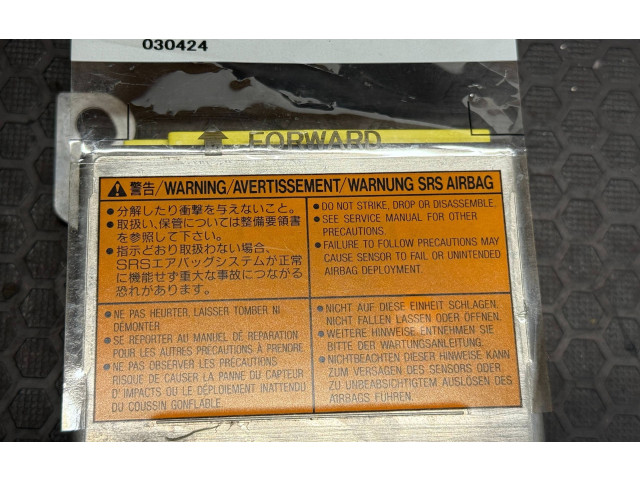 030424
FORWARD
警告/WARNING/AVERTISSEMENT/WARNUNG SRS AIRBAG
●分解したり衝撃を与えないこと。
●取扱い、保管については整備要領書
を参照して下さい。
●指示どおり取扱わない場合、
SRSエアバッグシステムが正常
に機能せず重大な事故につながる
恐れがあります。
●DO NOT STRIKE, DROP OR DISASSEMBLE.
●SEE SERVICE MANUAL FOR OTHER
PRECAUTIONS.
●FAILURE TO FOLLOW PRECAUTIONS MAY
CAUSE SENSOR TO FAIL OR UNINTENDED
AIRBAG DEPLOYMENT.
●NE PAS HEURTER, LAISSER TOMBER NI
DÉMONTER
●SE REPORTER AU MANUEL DE RÉPARATION
POUR LES AUTRES PRÉCAUTIONS À PRENDRE
●NE PAS OBSERVER LES PRÉCAUTIONS
RISQUE DE CAUSER LA PANNE DU CAPTEUR
D'IMPACTS OU LE DÉPLOIEMENT INATTENDU
DU COUSSIN GONFLABLE.
●NICHT AUF DIESE EINHEIT SCHLAGEN,
NICHT FALLEN LASSEN ODER ÖFFNEN.
●WEITERE HINWEISE ENTNEHMEN SIE
BITTE DER WARTUNGSANLEITUNG.
●NICHTBEACHTEN DIESER HINWEISE KANN
ZUM VERSAGEN DES SENSORS ODER
ZU UNBEABSICHTIGTEM AUSLÖSEN DES
AIRBAGS FÜHREN.